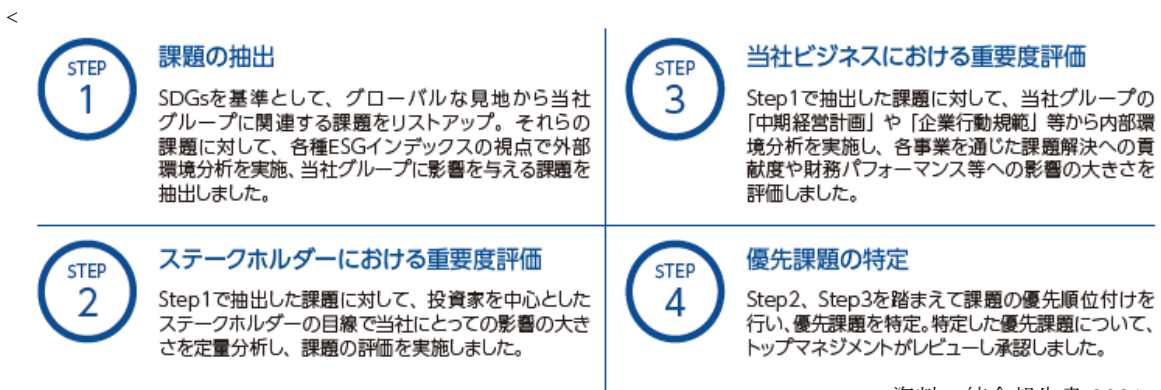 <
STEP
1
課題の抽出
SDGsを基準として、グローバルな見地から当社
グループに関連する課題をリストアップ。それらの
課題に対して、各種ESGインデックスの視点で外部
環境分析を実施、当社グループに影響を与える課題を
抽出しました。
STEP
2
ステークホルダーにおける重要度評価
Step1で抽出した課題に対して、投資家を中心とした
ステークホルダーの目線で当社にとっての影響の大き
さを定量分析し、課題の評価を実施しました。
STEP
3
当社ビジネスにおける重要度評価
Step1で抽出した課題に対して、当社グループの
「中期経営計画」や「企業行動規範」等から内部環
境分析を実施し、各事業を通じた課題解決への貢
献度や財務パフォーマンス等への影響の大きさを
評価しました。
STEP
4
優先課題の特定
Step2、Step3を踏まえて課題の優先順位付けを
行い、優先課題を特定。特定した優先課題について、
トップマネジメントがレビューし承認しました。